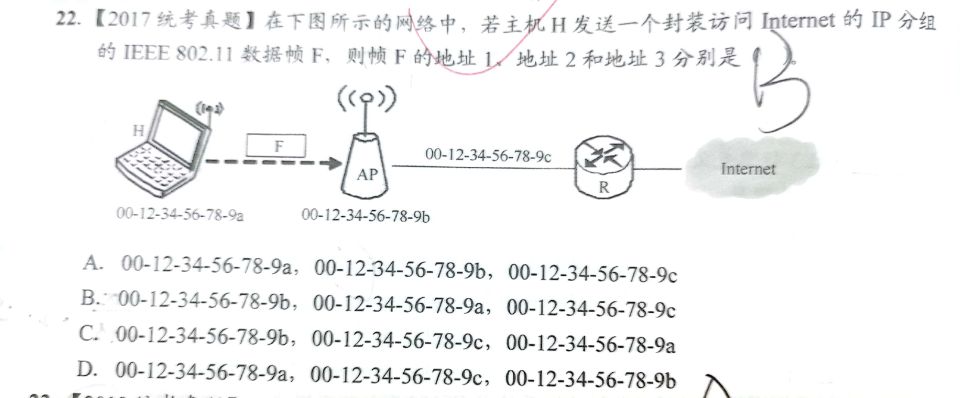 22. 【2017 统考真题】在下图所示的网络中，若主机 H 发送一个封装访问 Internet 的 IP 分组
的 IEEE 802.11 数据帧 F，则帧 F 的地址 1、地址 2 和地址 3 分别是
B
H
F
00-12-34-56-78-9c
AP
R
Internet
00-12-34-56-78-9a
00-12-34-56-78-9b
A. 00-12-34-56-78-9a，00-12-34-56-78-9b，00-12-34-56-78-9c
B. 00-12-34-56-78-9b，00-12-34-56-78-9a，00-12-34-56-78-9c
C. 00-12-34-56-78-9b，00-12-34-56-78-9c，00-12-34-56-78-9a
D. 00-12-34-56-78-9a，00-12-34-56-78-9c，00-12-34-56-78-9b